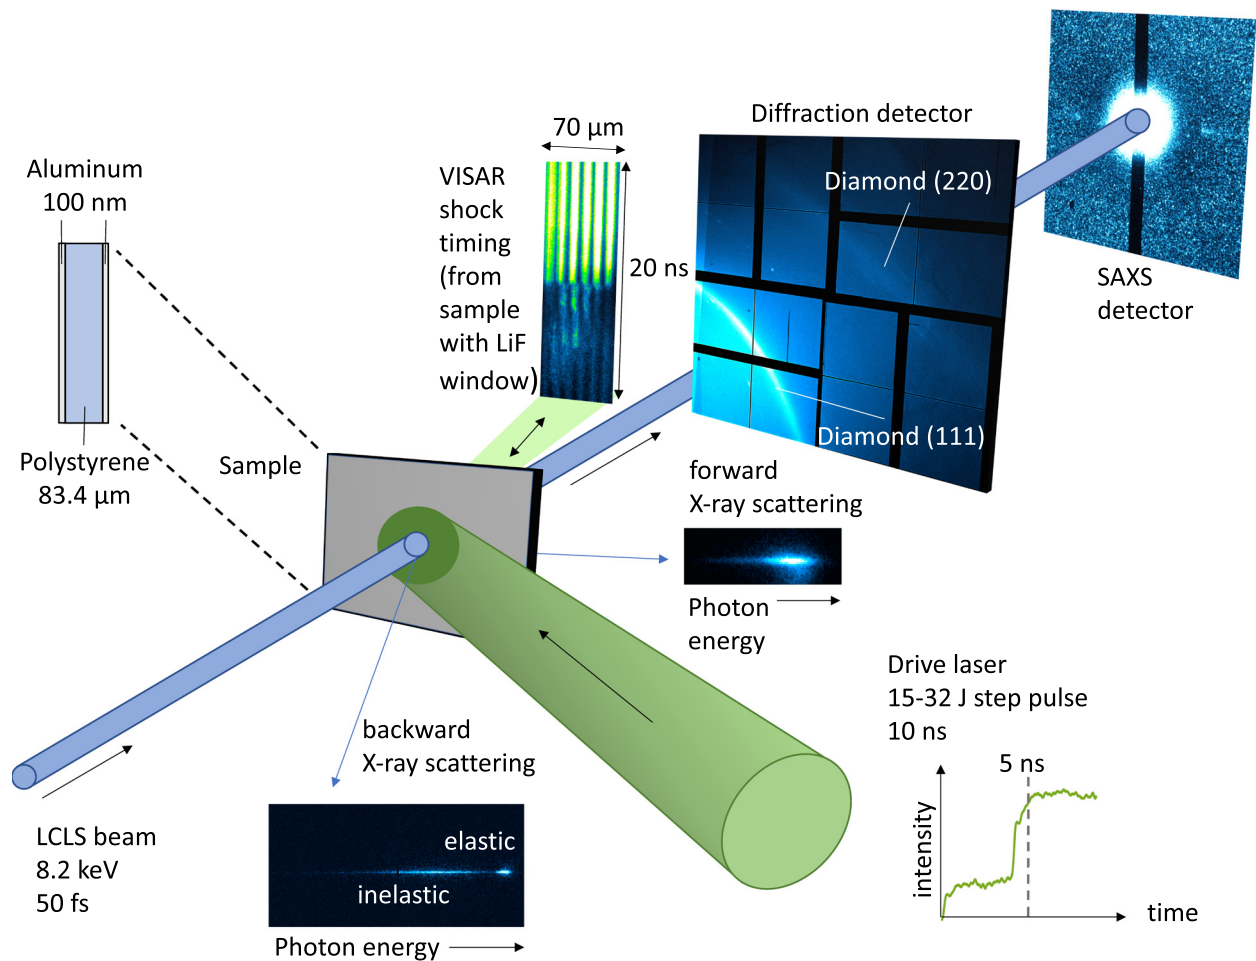 Aluminum
100 nm
Polystyrene
83.4 µm
Sample
70 µm
VISAR
shock
timing
(from
sample
with LiF
window)
20 ns
Diffraction detector
Diamond (220)
Diamond (111)
SAXS
detector
forward
X-ray scattering
Photon
energy
backward
X-ray scattering
elastic
inelastic
Photon energy
LCLS beam
8.2 keV
50 fs
Drive laser
15-32 J step pulse
10 ns
5 ns
intensity
time